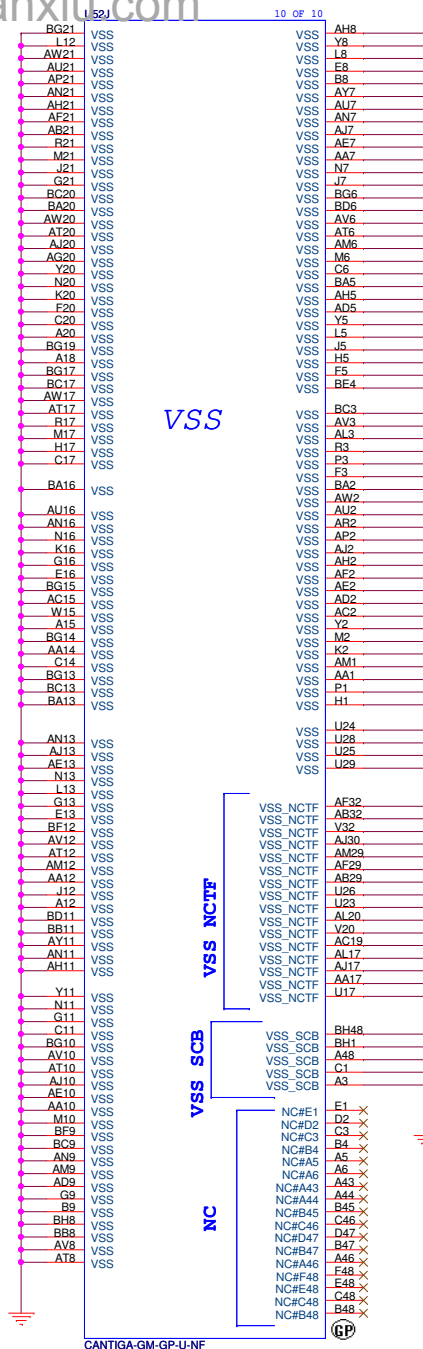 anxiu.com
U52J 10 OF 10
BG21 VSS VSS AH8
L12 VSS VSS Y8
AW21 VSS VSS L8
AU21 VSS VSS E8
AP21 VSS VSS B8
AN21 VSS VSS AY7
AH21 VSS VSS AU7
AF21 VSS VSS AN7
AB21 VSS VSS AJ7
R21 VSS VSS AE7
M21 VSS VSS AA7
J21 VSS VSS N7
G21 VSS VSS J7
BC20 VSS VSS BG6
BA20 VSS VSS BD6
AW20 VSS VSS AV6
AT20 VSS VSS AT6
AJ20 VSS VSS AM6
AG20 VSS VSS M6
Y20 VSS VSS C6
N20 VSS VSS BA5
K20 VSS VSS AH5
F20 VSS VSS AD5
C20 VSS VSS Y5
A20 VSS VSS L5
BG19 VSS VSS J5
A18 VSS VSS H5
BG17 VSS VSS F5
BC17 VSS VSS BE4
AW17 VSS
AT17 VSS VSS BC3
VSS
R17 VSS VSS AV3
M17 VSS VSS AL3
H17 VSS VSS R3
C17 VSS VSS P3
VSS F3
BA16 VSS VSS BA2
VSS AW2
AU16 VSS VSS AU2
AN16 VSS VSS AR2
N16 VSS VSS AP2
K16 VSS VSS AJ2
G16 VSS VSS AH2
E16 VSS VSS AF2
BG15 VSS VSS AE2
AC15 VSS VSS AD2
W15 VSS VSS AC2
A15 VSS VSS Y2
BG14 VSS VSS M2
AA14 VSS VSS K2
C14 VSS VSS AM1
BG13 VSS VSS AA1
BC13 VSS VSS P1
BA13 VSS VSS H1
VSS U24
AN13 VSS VSS U28
AJ13 VSS VSS U25
AE13 VSS VSS U29
N13 VSS
L13 VSS
G13 VSS VSS_NCTF AF32
E13 VSS VSS_NCTF AB32
BF12 VSS VSS_NCTF V32
AV12 VSS VSS_NCTF AJ30
AT12 VSS VSS_NCTF AM29
AM12 VSS VSS_NCTF AF29
AA12 VSS VSS_NCTF AB29
J12 VSS VSS_NCTF U26
A12 VSS VSS_NCTF U23
BD11 VSS VSS_NCTF AL20
BB11 VSS VSS_NCTF V20
AY11 VSS VSS_NCTF AC19
AN11 VSS VSS_NCTF AL17
AH11 VSS VSS_NCTF AJ17
VSS_NCTF AA17
Y11 VSS VSS_NCTF U17
VSS NCTF
N11 VSS
G11 VSS
C11 VSS VSS_SCB BH48
BG10 VSS VSS_SCB BH1
AV10 VSS VSS_SCB A48
AT10 VSS VSS_SCB C1
AJ10 VSS VSS_SCB A3
VSS SCB
AE10 VSS
AA10 VSS NC#E1 E1
M10 VSS NC#D2 D2
BF9 VSS NC#C3 C3
BC9 VSS NC#B4 B4
AN9 VSS NC#A5 A5
AM9 VSS NC#A6 A6
AD9 VSS NC#A43 A43
G9 VSS NC#A44 A44
B9 VSS NC#B45 B45
BH8 VSS NC#C46 C46
BB8 VSS NC#D47 D47
AV8 VSS NC#B47 B47
AT8 VSS NC#A46 A46
NC#F48 F48
NC#E48 E48
NC#C48 C48
NC#B48 B48
NC
GP
CANTIGA-GM-GP-U-NF